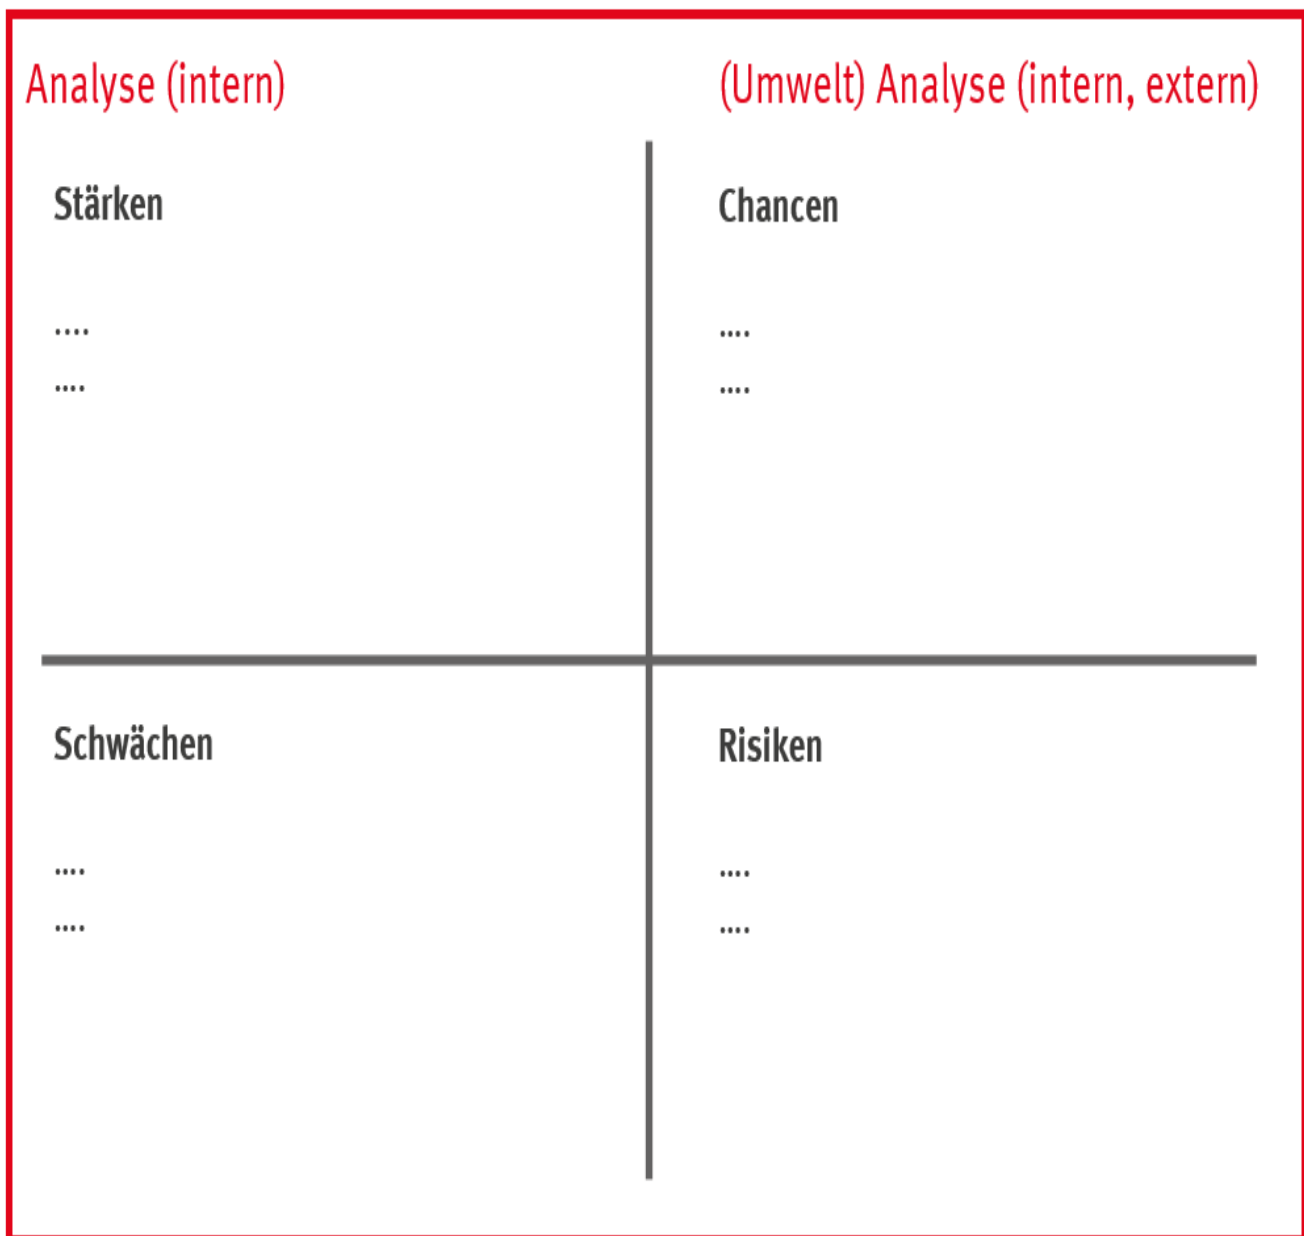 Analyse (intern)
(Umwelt) Analyse (intern, extern)
Stärken
....
....
Chancen
....
....
Schwächen
....
....
Risiken
....
....